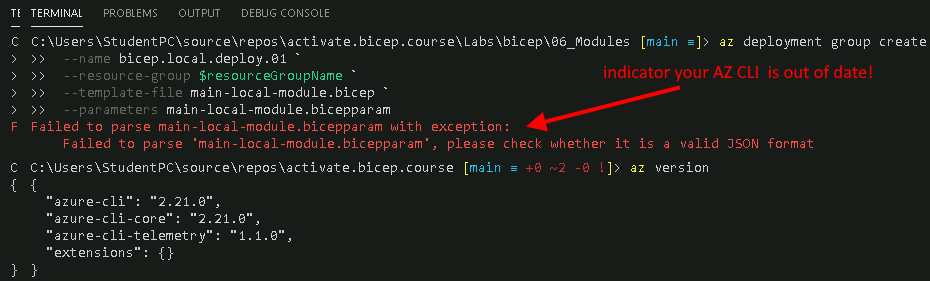 TE TERMINAL PROBLEMS OUTPUT DEBUG CONSOLE
C C:\Users\StudentPC\source\repos\activate.bicep.course\Labs\bicep\06_Modules [main ≡]> az deployment group create
> >> --name bicep.local.deploy.01 `
> >> --resource-group $resourceGroupName `
indicator your AZ CLI is out of date!
> >> --template-file main-local-module.bicep `
> >> --parameters main-local-module.bicepparam
F Failed to parse main-local-module.bicepparam with exception:
Failed to parse 'main-local-module.bicepparam', please check whether it is a valid JSON format
C C:\Users\StudentPC\source\repos\activate.bicep.course [main ≡ +0 ~2 -0 !]> az version
{ {
"azure-cli": "2.21.0",
"azure-cli-core": "2.21.0",
"azure-cli-telemetry": "1.1.0",
"extensions": {}
} }